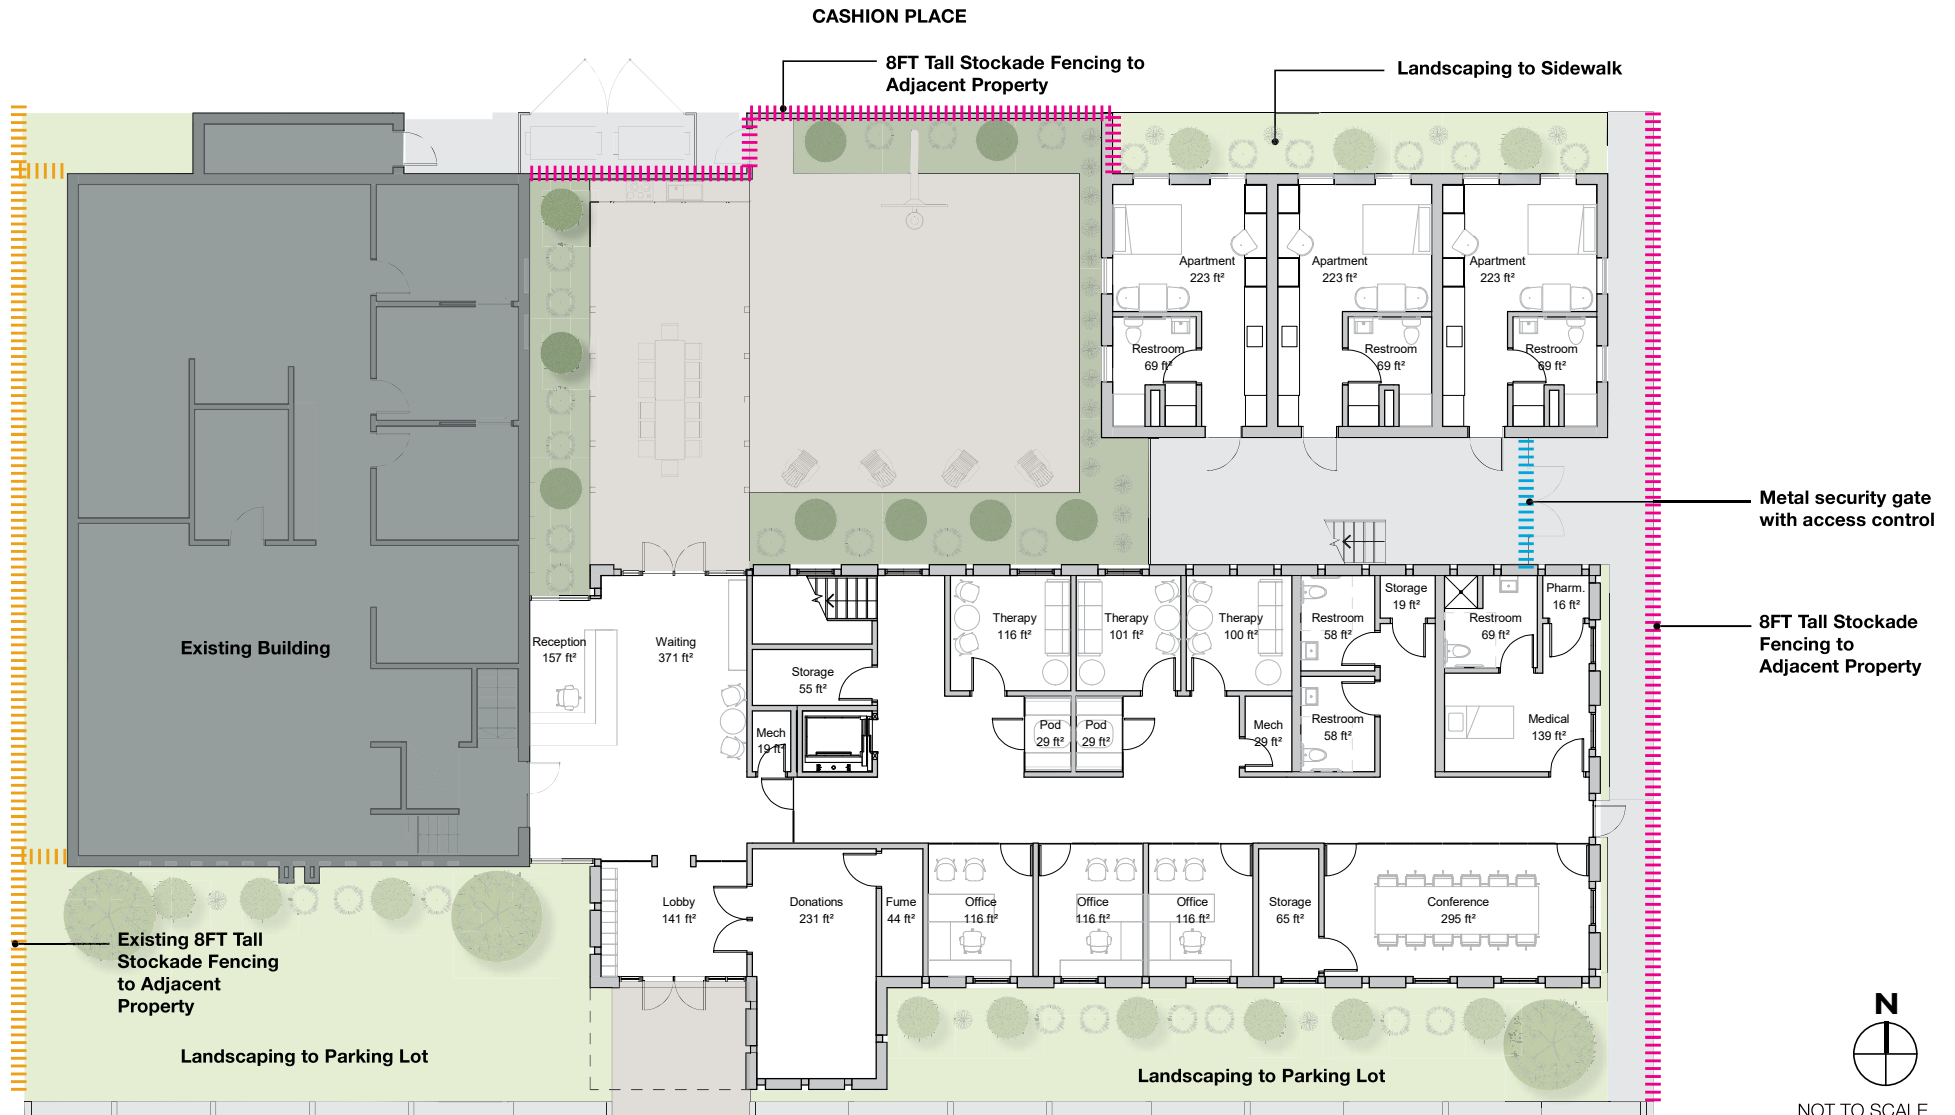 CASHION PLACE
8FT Tall Stockade Fencing to
Adjacent Property
Landscaping to Sidewalk
Apartment
223 ft²
Apartment
223 ft²
Apartment
223 ft²
Restroom
69 ft²
Restroom
69 ft²
Restroom
69 ft²
Metal security gate
with access control
8FT Tall Stockade
Fencing to
Adjacent Property
Existing Building
Reception
157 ft²
Waiting
371 ft²
Storage
55 ft²
Mech
19 ft²
Therapy
116 ft²
Therapy
101 ft²
Therapy
100 ft²
Pod
29 ft²
Pod
29 ft²
Mech
29 ft²
Restroom
58 ft²
Restroom
58 ft²
Storage
19 ft²
Restroom
69 ft²
Pharm.
16 ft²
Medical
139 ft²
Lobby
141 ft²
Donations
231 ft²
Fume
44 ft²
Office
116 ft²
Office
116 ft²
Office
116 ft²
Storage
65 ft²
Conference
295 ft²
Existing 8FT Tall
Stockade Fencing
to Adjacent
Property
Landscaping to Parking Lot
Landscaping to Parking Lot
N
NOT TO SCALE